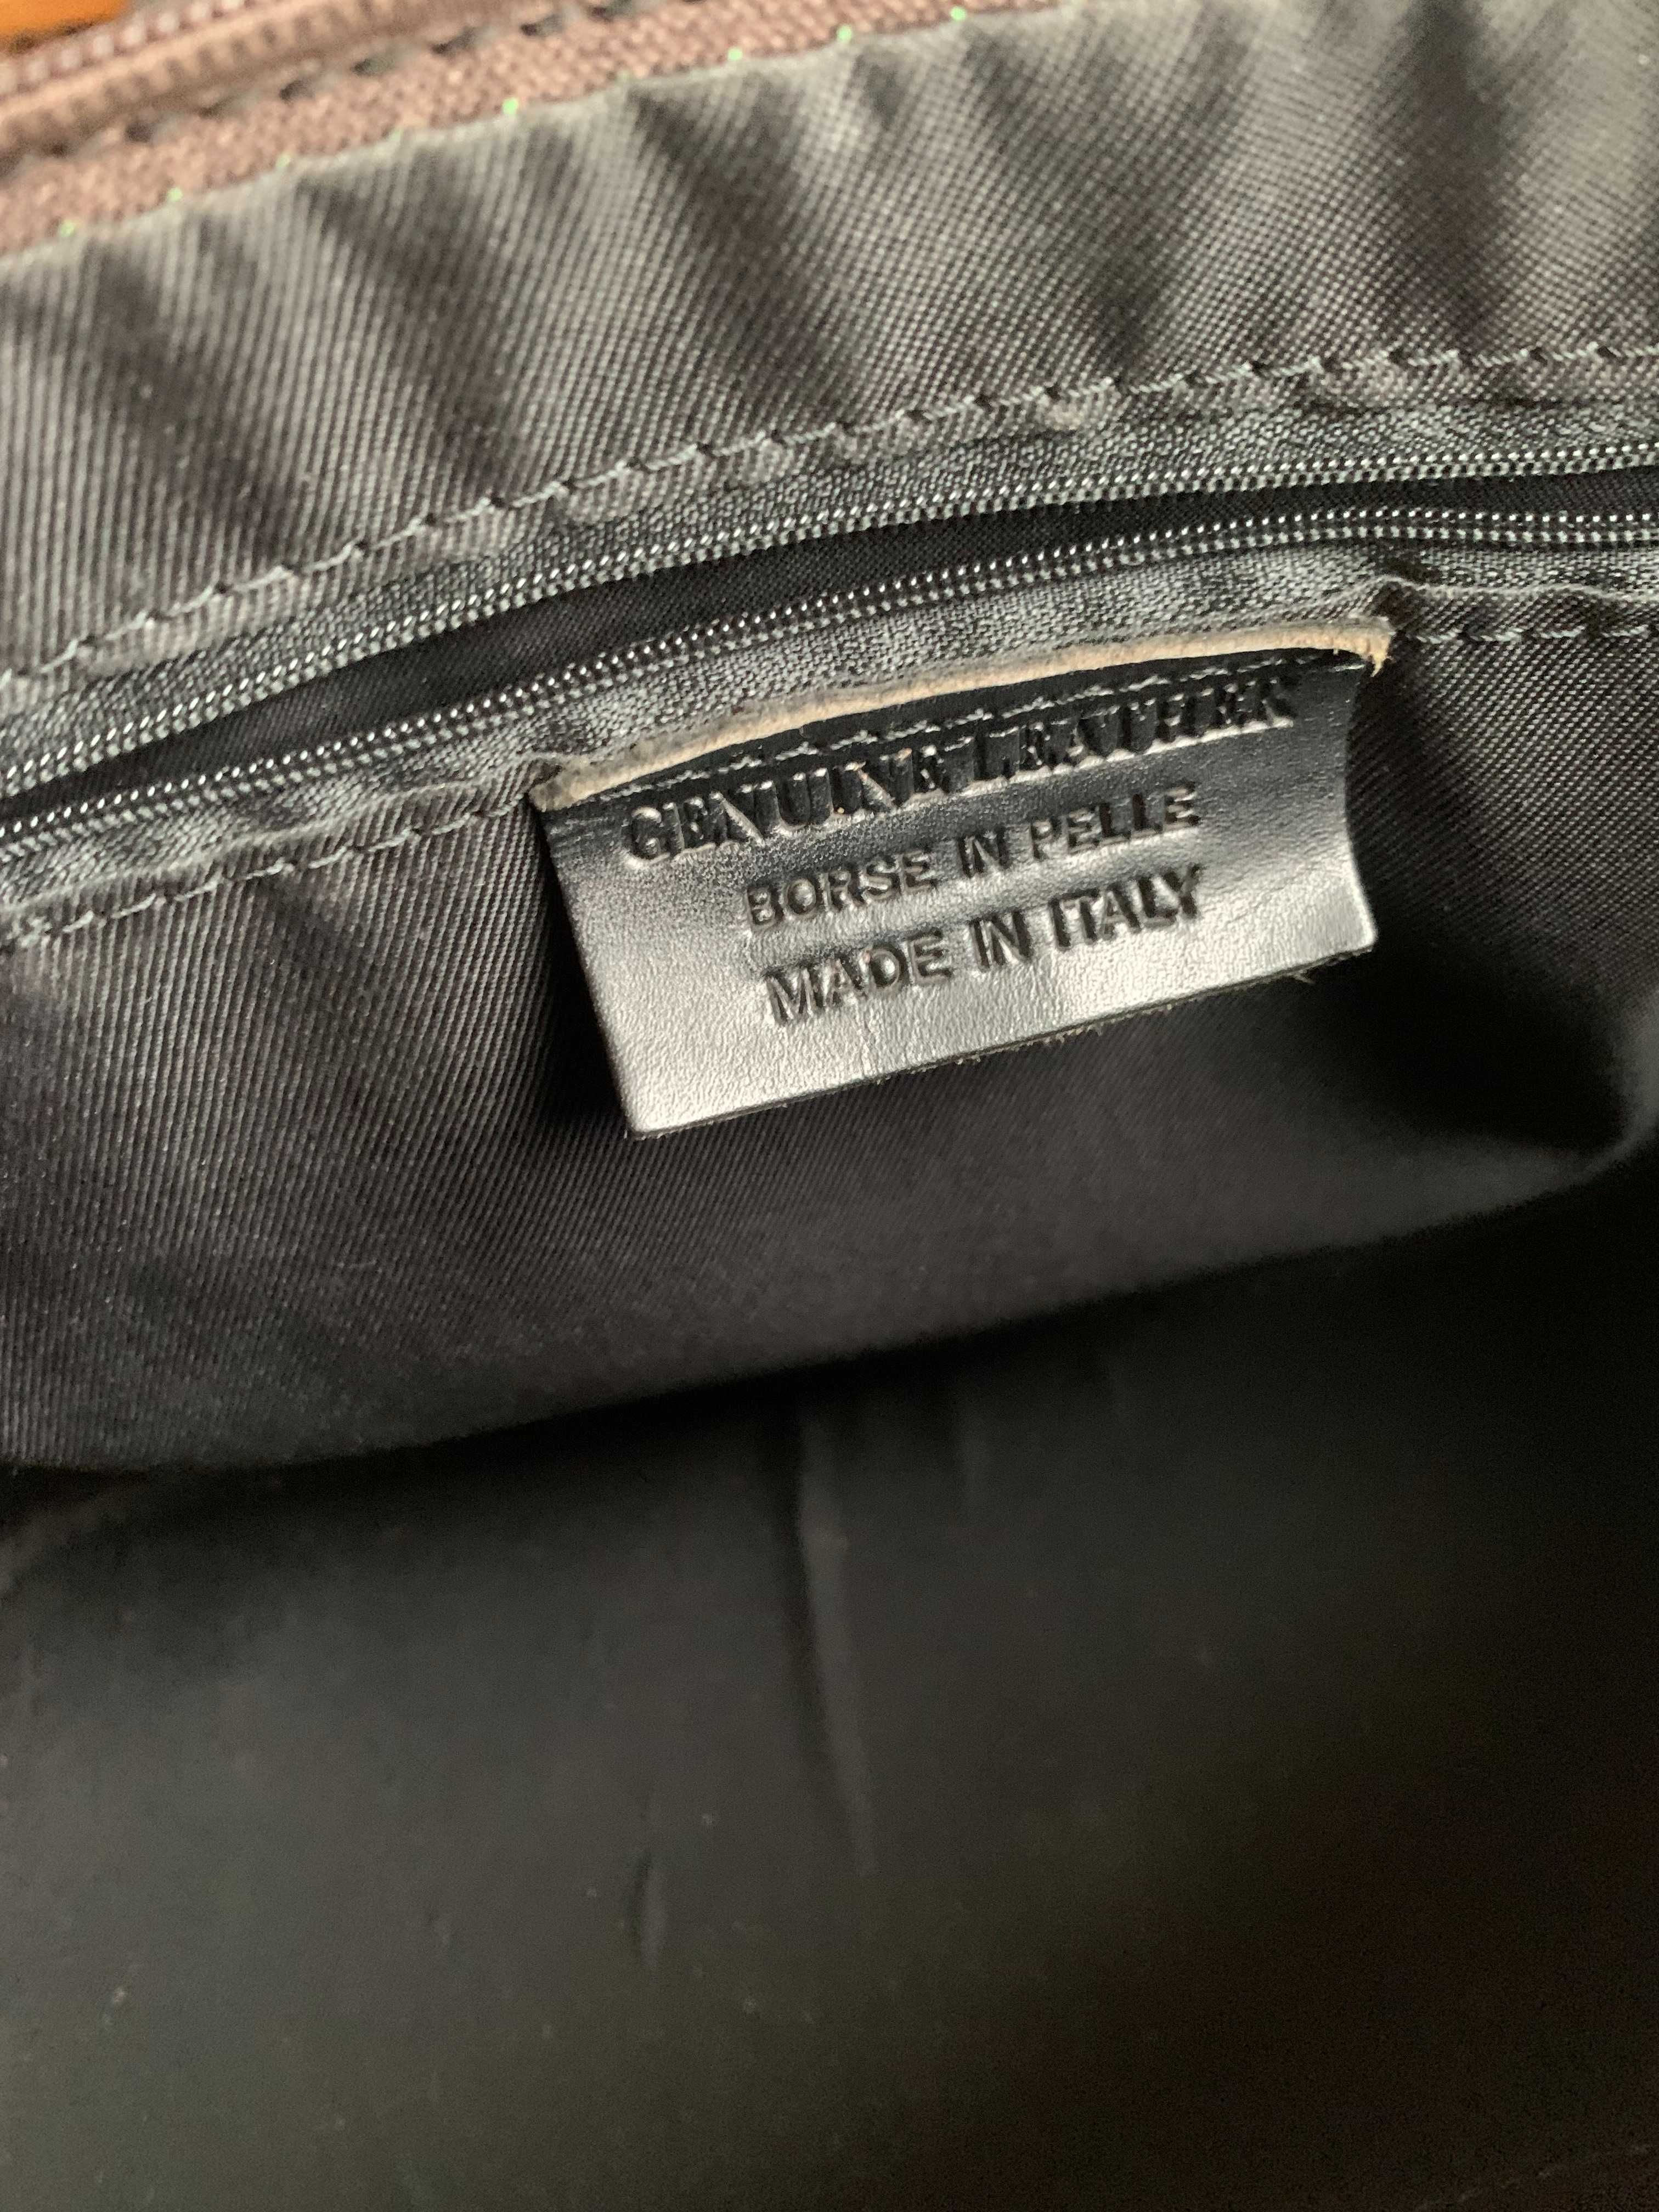 GENUINE LEATHER
BORSE IN PELLE
MADE IN ITALY